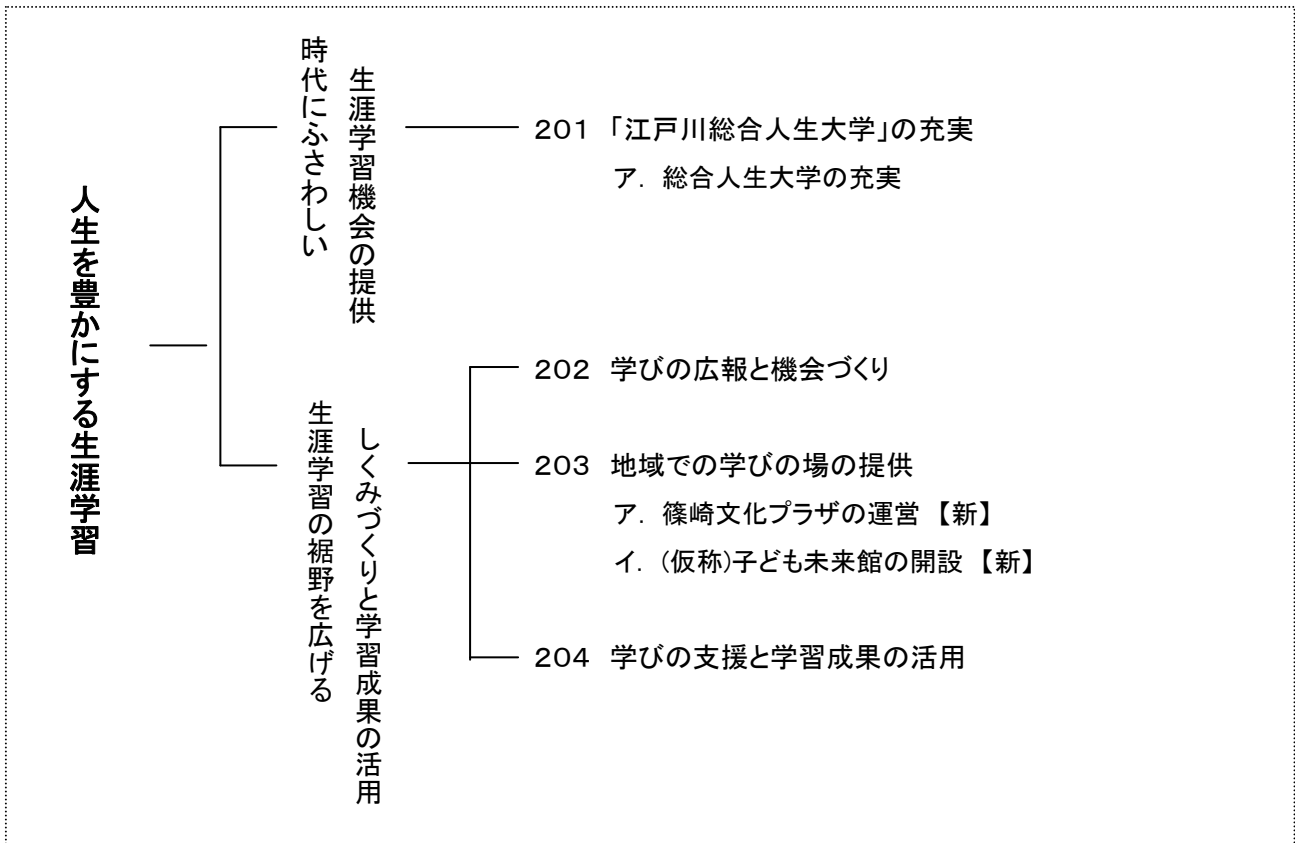 人生を豊かにする生涯学習
時代にふさわしい
生涯学習機会の提供
201 「江戸川総合人生大学」の充実
ア. 総合人生大学の充実
生涯学習の裾野を広げる
しくみづくりと学習成果の活用
202 学びの広報と機会づくり
203 地域での学びの場の提供
ア. 篠崎文化プラザの運営 【新】
イ. (仮称)子ども未来館の開設 【新】
204 学びの支援と学習成果の活用